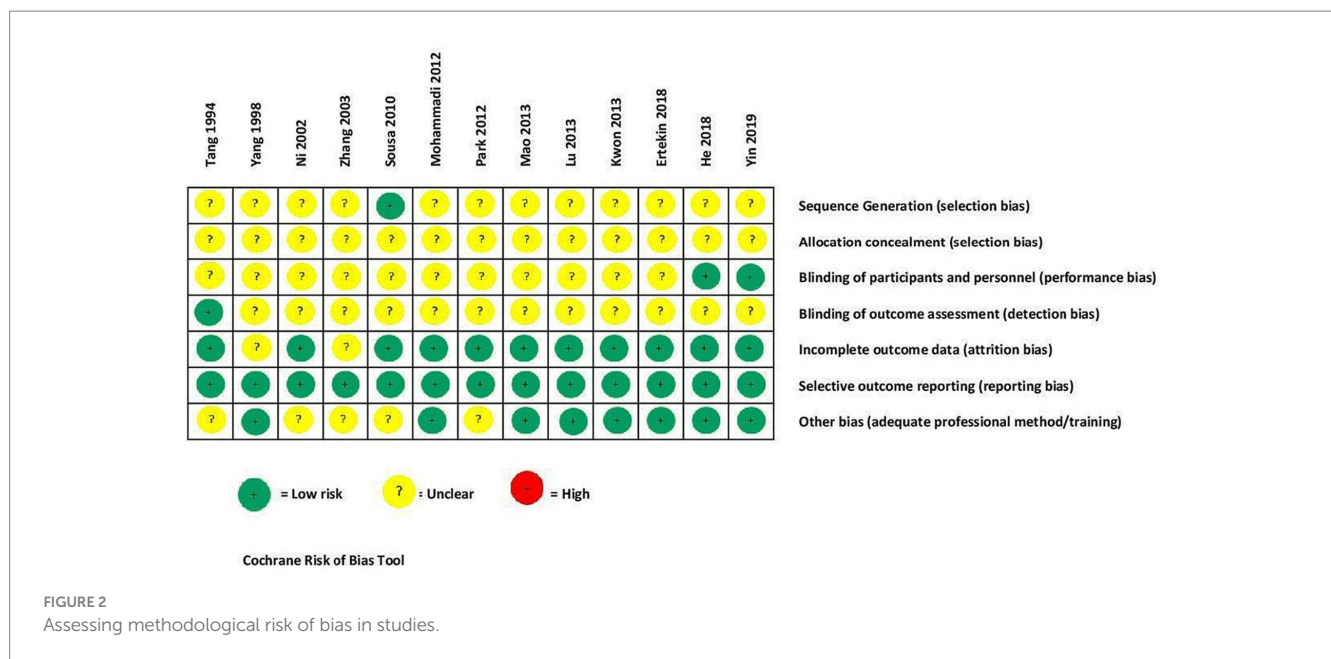 Tang 1994
Yang 1998
Ni 2002
Zhang 2003
Sousa 2010
Mohammadi 2012
Park 2012
Mao 2013
Lu 2013
Kwon 2013
Ertekin 2018
He 2018
Yin 2019
? ? ? ? + ? ? ? ? ? ? ? ? Sequence Generation (selection bias)
? ? ? ? ? ? ? ? ? ? ? ? ? Allocation concealment (selection bias)
? ? ? ? ? ? ? ? ? ? ? + + Blinding of participants and personnel (performance bias)
+ ? ? ? ? ? ? ? ? ? ? ? ? Blinding of outcome assessment (detection bias)
+ ? + ? + + + + + + + + + Incomplete outcome data (attrition bias)
+ + + + + + + + + + + + + Selective outcome reporting (reporting bias)
? + ? ? ? + ? + + + + + + Other bias (adequate professional method/training)
+ = Low risk ? = Unclear - = High
Cochrane Risk of Bias Tool
FIGURE 2
Assessing methodological risk of bias in studies.